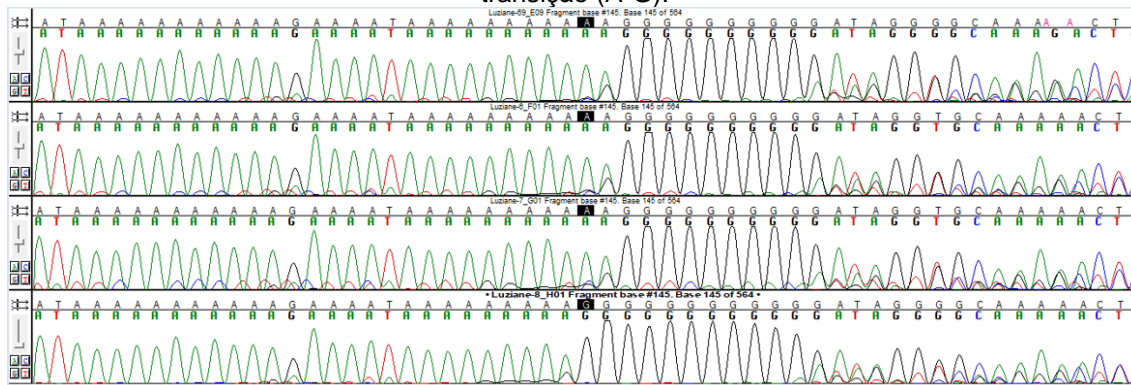 transição (A-G).
Luziane-69_E09 Fragment base #145. Base 145 of 564
A T A A A A A A A A A A A G A A A A T A A A A A A A A A A A G G G G G G G G G G G A T A G G G G C A A A A A C T
A T A A A A A A A A A A A G A A A A T A A A A A A A A A A A G G G G G G G G G G G A T A G G G G C A A A G A C T
A C
G T
Luziane-6_F01 Fragment base #145. Base 145 of 564
A T A A A A A A A A A A A G A A A A T A A A A A A A A A A A G G G G G G G G G G G A T A G G T G C A A A A A C T
A T A A A A A A A A A A A G A A A A T A A A A A A A A A A A G G G G G G G G G G G A T A G G T G C A A A A A C T
A C
G T
Luziane-7_G01 Fragment base #145. Base 145 of 564
A T A A A A A A A A A A A G A A A A T A A A A A A A A A A A G G G G G G G G G G G A T A G G T G C A A A A A C T
A T A A A A A A A A A A A G A A A A T A A A A A A A A A A A G G G G G G G G G G G A T A G G T G C A A A A A C T
A C
G T
• Luziane-8_H01 Fragment base #145. Base 145 of 564 •
A T A A A A A A A A A A A G A A A A T A A A A A A A A A G G G G G G G G G G G G G A T A G G G G C A A A A A C T
A T A A A A A A A A A A A G A A A A T A A A A A A A A A G G G G G G G G G G G G G A T A G G G G C A A A A A C T
A C
G T